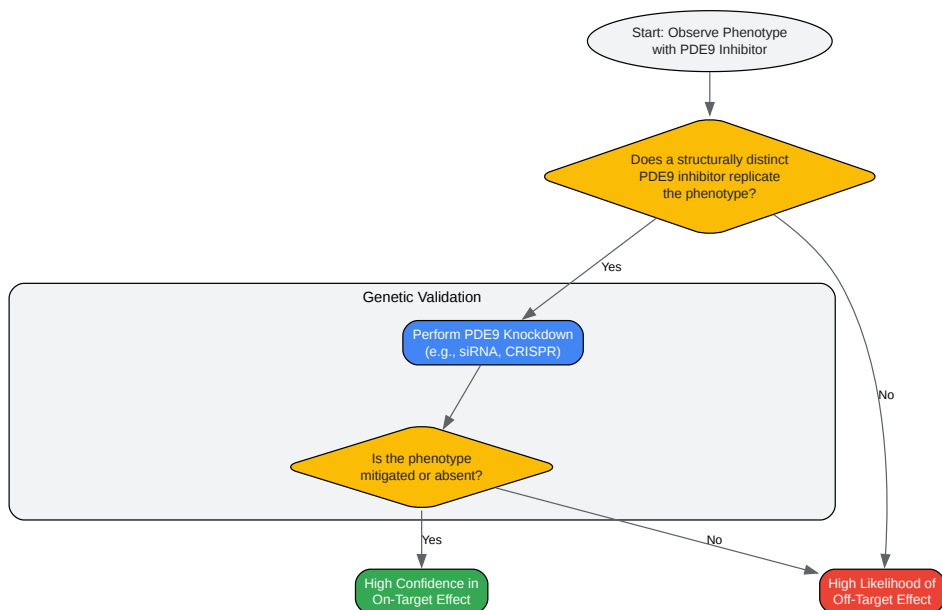 Start: Observe Phenotype
with PDE9 Inhibitor
Does a structurally distinct
PDE9 inhibitor replicate
the phenotype?
Yes
Genetic Validation
Perform PDE9 Knockdown
(e.g., siRNA, CRISPR)
No
Is the phenotype
mitigated or absent?
Yes
No
High Confidence in
On-Target Effect
High Likelihood of
Off-Target Effect